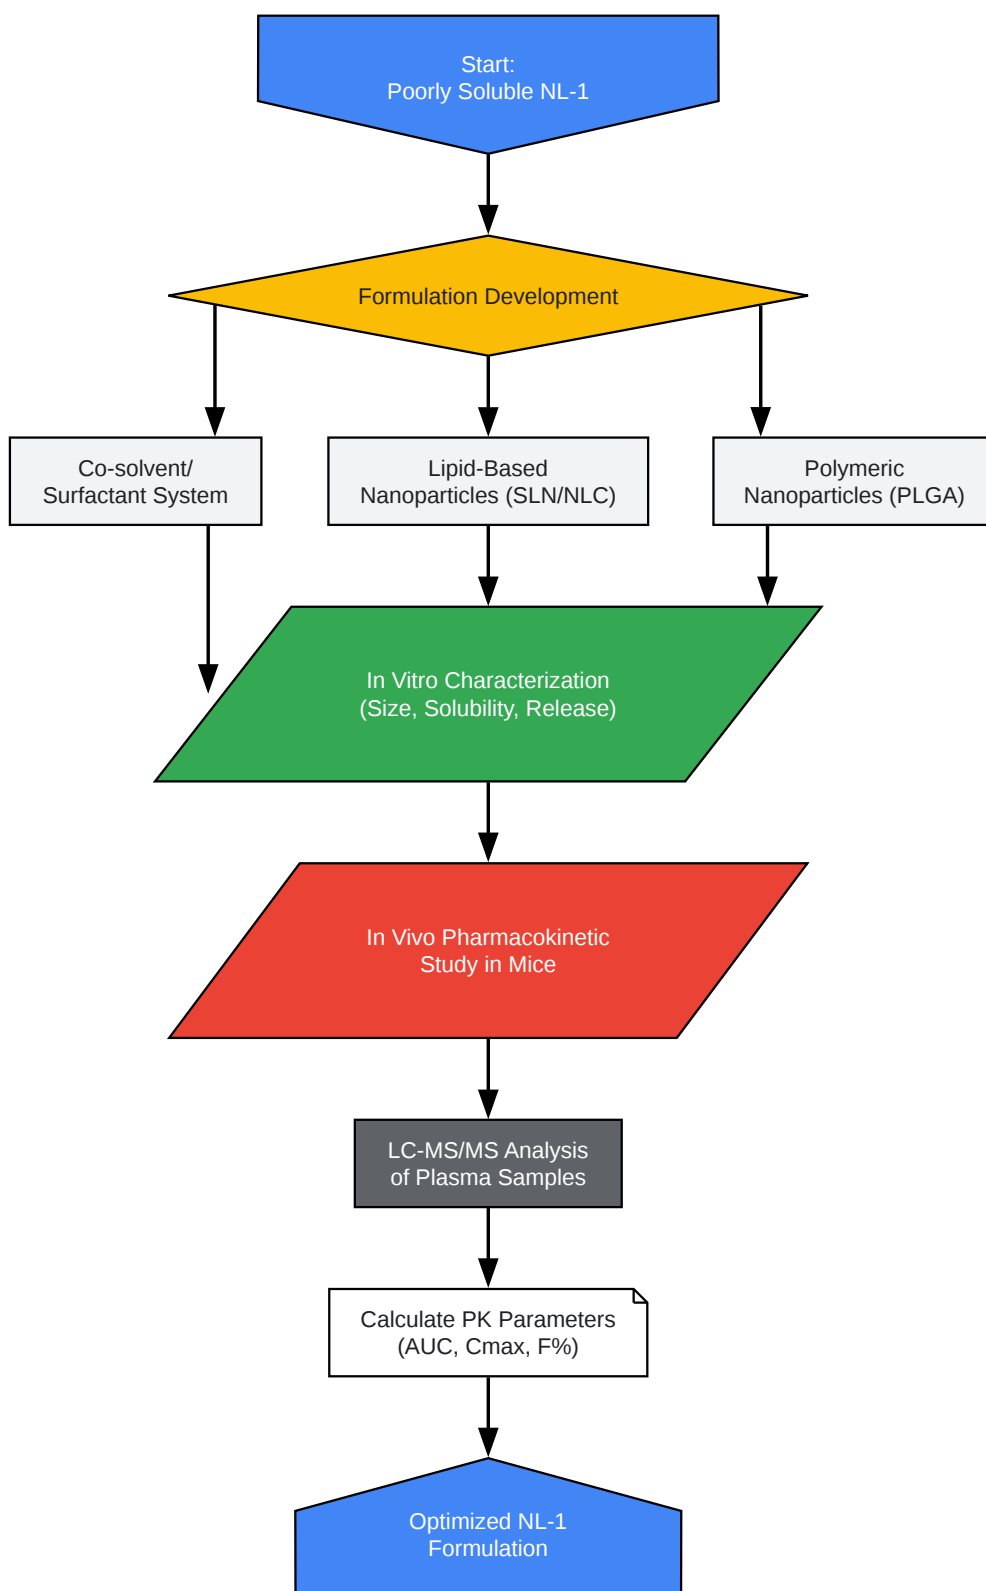 Start:
Poorly Soluble NL-1
Formulation Development
Co-solvent/
Surfactant System
Lipid-Based
Nanoparticles (SLN/NLC)
Polymeric
Nanoparticles (PLGA)
In Vitro Characterization
(Size, Solubility, Release)
In Vivo Pharmacokinetic
Study in Mice
LC-MS/MS Analysis
of Plasma Samples
Calculate PK Parameters
(AUC, Cmax, F%)
Optimized NL-1
Formulation